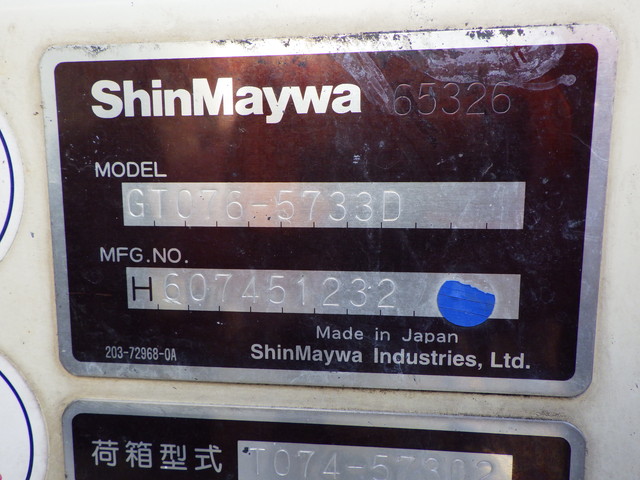 ShinMaywa 65326
MODEL
GT076-5733D
MFG.NO.
H607451232
Made in Japan
203-72968-0A
ShinMaywa Industries, Ltd.
荷箱型式